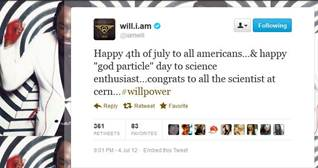 will.i.am
@iamwill
Following
Happy 4th of july to all americans...& happy
"god particle" day to science
enthusiast...congrats to all the scientist at
cern...#willpower
Reply Retweet Favorite
361 83
RETWEETS FAVORITES
9:01 PM - 4 Jul 12 · Embed this Tweet